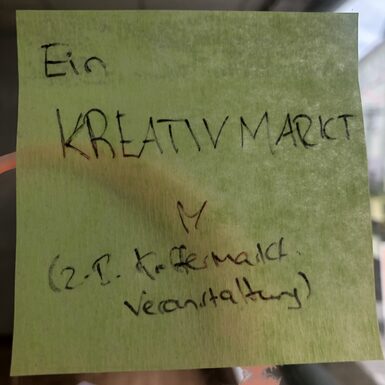 Ein
KREATIVMARKT
(z.B. Koffermarkt.
Veranstaltung)